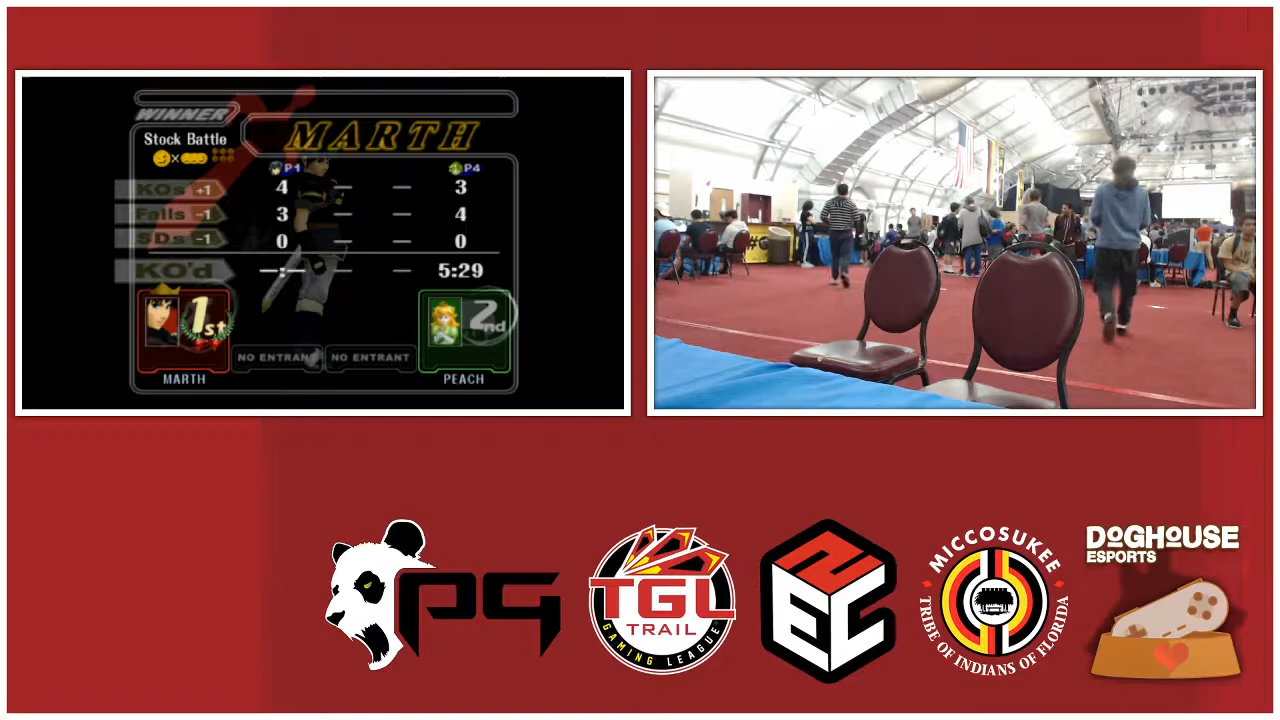 WINNER
MARTH
Stock Battle
×
P1
P4
KOs +1 4 — — 3
Falls -1 3 — — 4
SDs -1 0 — — 0
KO'd —:— — — 5:29
1st
NO ENTRANT
NO ENTRANT
2nd
MARTH
PEACH
PG
TGL
TRAIL
GAMING LEAGUE
2
EC
MICCOSUKEE
TRIBE OF INDIANS OF FLORIDA
DOGHOUSE
ESPORTS